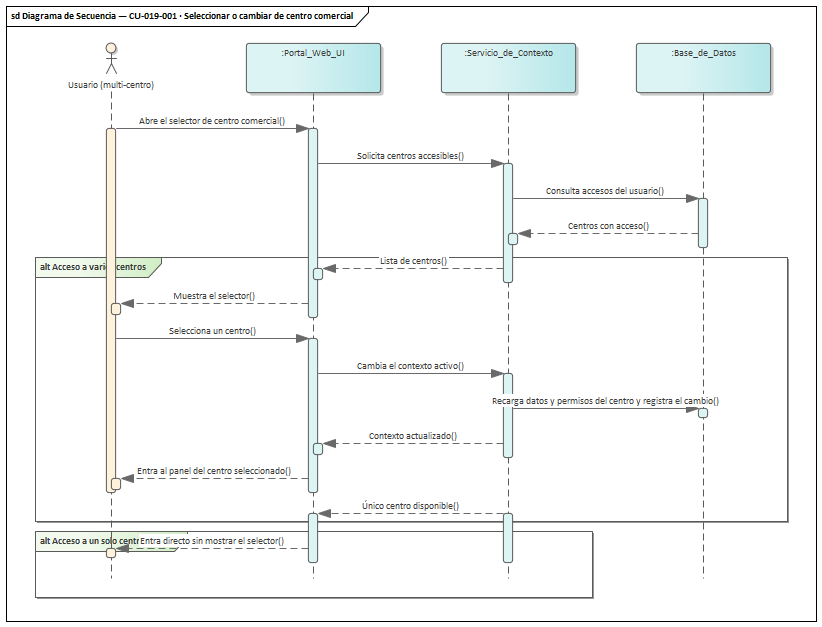 sd Diagrama de Secuencia — CU-019-001 · Seleccionar o cambiar de centro comercial
Usuario (multi-centro)
:Portal_Web_UI
:Servicio_de_Contexto
:Base_de_Datos
Abre el selector de centro comercial()
Solicita centros accesibles()
Consulta accesos del usuario()
Centros con acceso()
Lista de centros()
alt Acceso a vari centros
Muestra el selector()
Selecciona un centro()
Cambia el contexto activo()
Recarga datos y permisos del centro y registra el cambio()
Contexto actualizado()
Entra al panel del centro seleccionado()
Único centro disponible()
alt Acceso a un solo centr
Entra directo sin mostrar el selector()